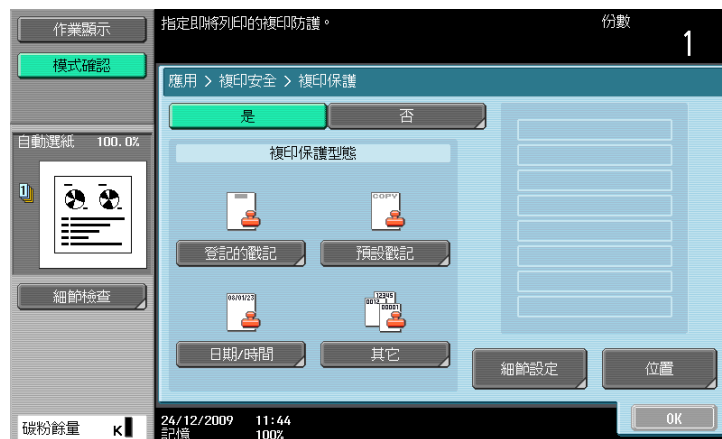 作業顯示
模式確認
指定即將列印的複印防護。
份數
1
應用 > 複印安全 > 複印保護
是
否
自動選紙 100.0%
複印保護型態
COPY
登記的戳記
預設戳記
細節檢查
08/01/23
12345
0012
00001
日期/時間
其它
細節設定
位置
碳粉餘量 K
24/12/2009 11:44
記憶 100%
OK